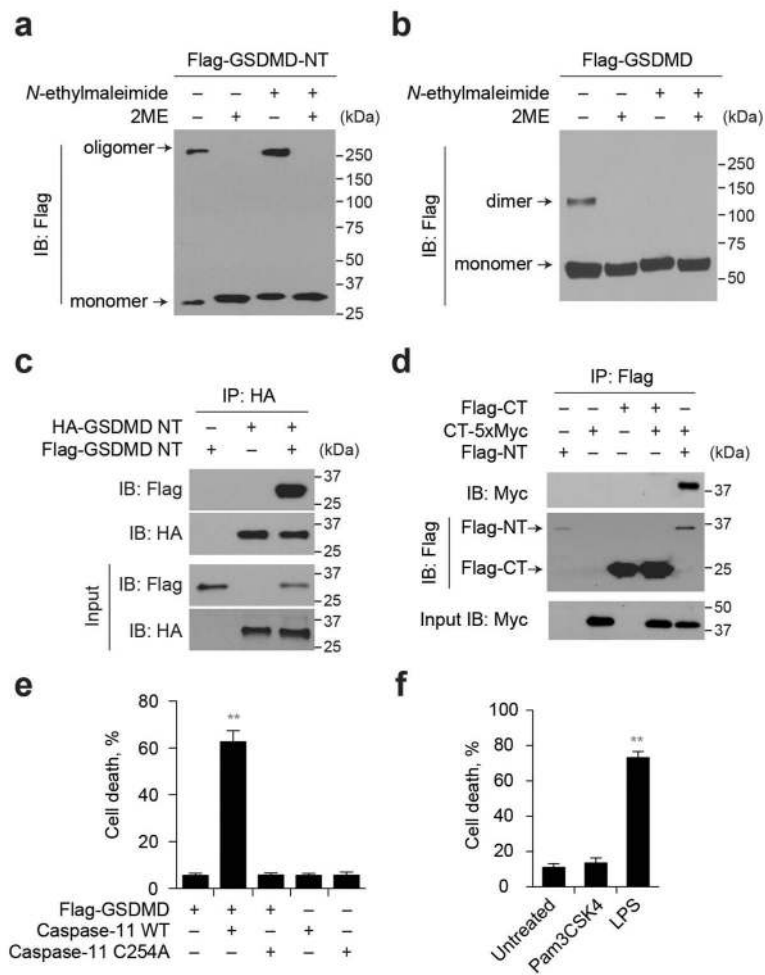 a
Flag-GSDMD-NT
N-ethylmaleimide – – + +
2ME – + – + (kDa)
IB: Flag
oligomer→
monomer→
-250
-150
-100
-75
-50
-37
-25
b
Flag-GSDMD
N-ethylmaleimide – – + +
2ME – + – + (kDa)
IB: Flag
dimer →
monomer →
-250
-150
-100
-75
-50
c
IP: HA
HA-GSDMD NT – + +
Flag-GSDMD NT + – + (kDa)
IB: Flag
-37
-25
IB: HA
-37
-25
Input
IB: Flag
-37
-25
IB: HA
-37
-25
d
IP: Flag
Flag-CT – – + + –
CT-5xMyc – + – + +
Flag-NT + – – – + (kDa)
IB: Myc
-37
IB: Flag
Flag-NT→
Flag-CT→
-37
-25
Input IB: Myc
-50
-37
e
Cell death, %
80
60
40
20
0
**
Flag-GSDMD + + + – –
Caspase-11 WT – + – + –
Caspase-11 C254A – – + – +
f
Cell death, %
100
80
60
40
20
0
**
Untreated
Pam3CSK4
LPS